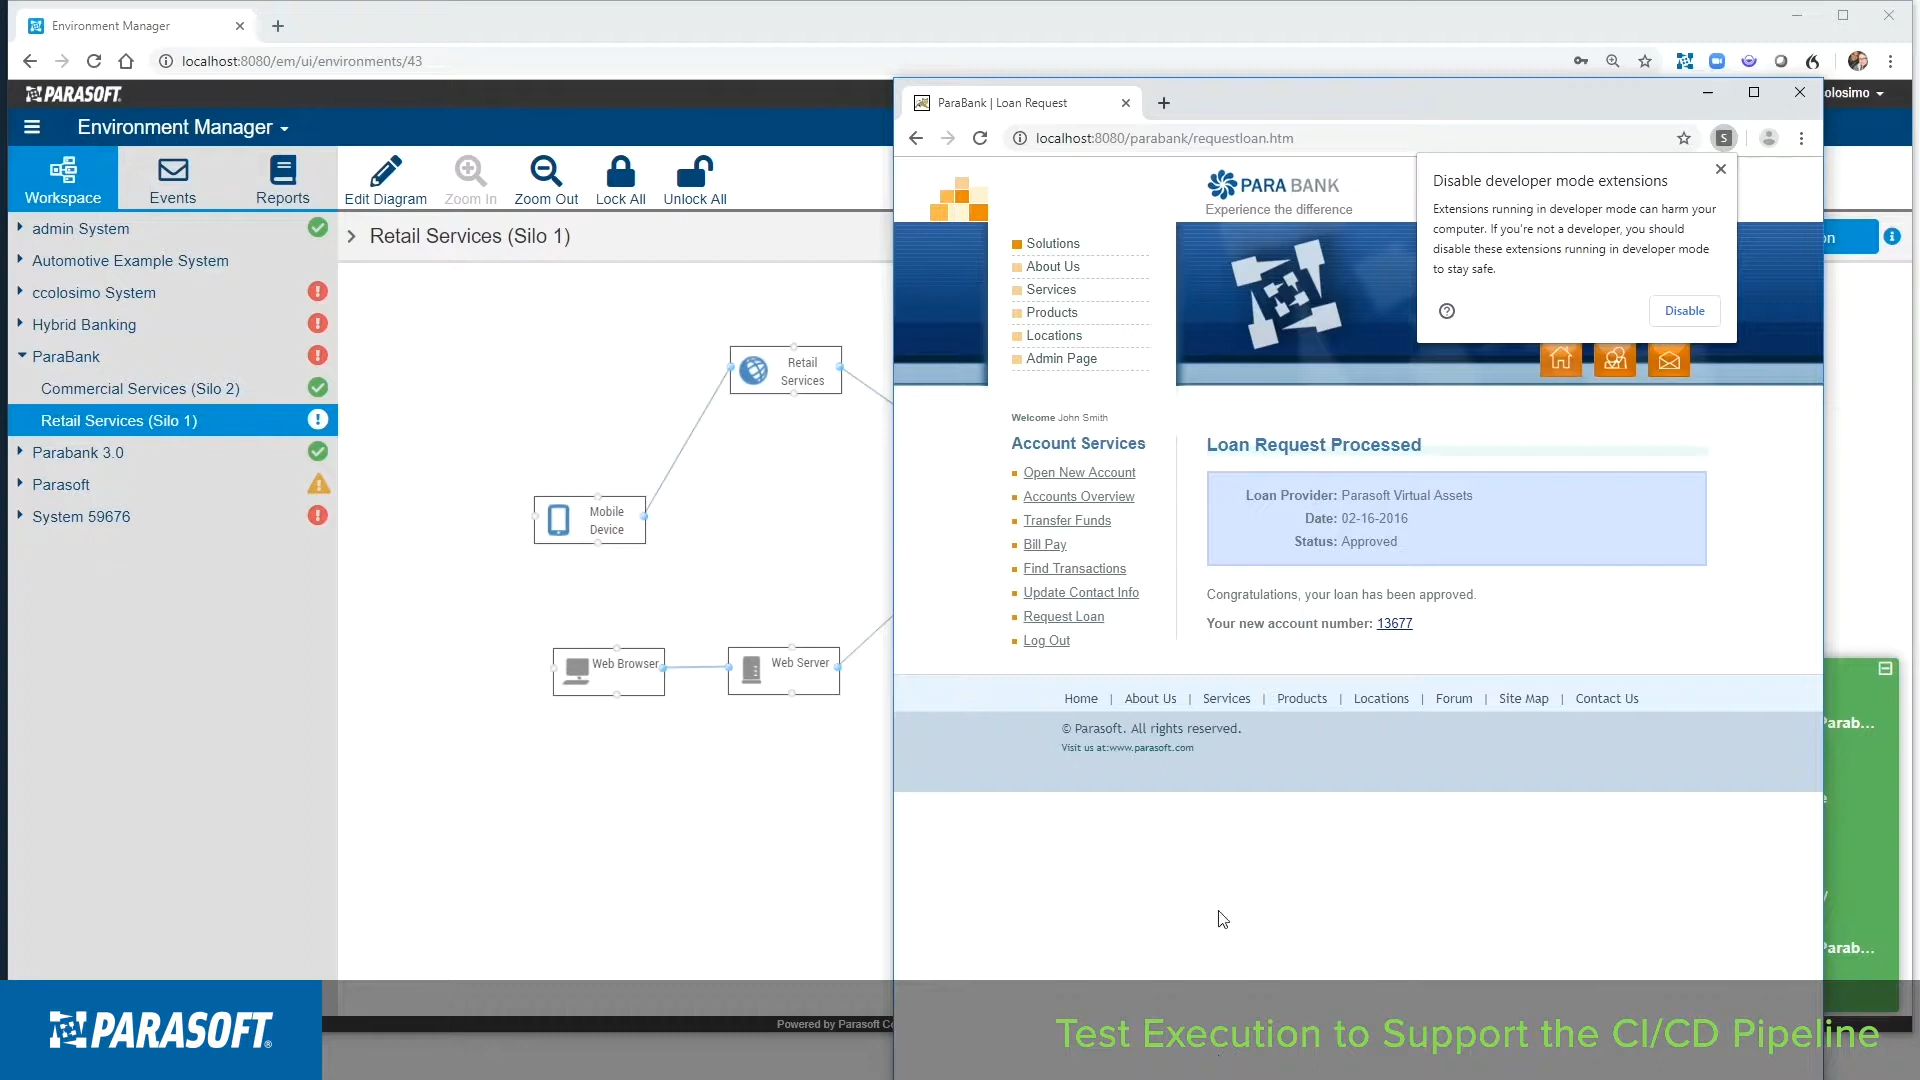 Environment Manager
localhost:8080/em/ui/environments/43
PARASOFT
olosimo
Environment Manager
Workspace
Events
Reports
Edit Diagram
Zoom In
Zoom Out
Lock All
Unlock All
admin System
Automotive Example System
ccolosimo System
Hybrid Banking
ParaBank
Commercial Services (Silo 2)
Retail Services (Silo 1)
Parabank 3.0
Parasoft
System 59676
Retail Services (Silo 1)
on
Retail
Services
Mobile
Device
Web Browser
Web Server
ParaBank | Loan Request
localhost:8080/parabank/requestloan.htm
S
Disable developer mode extensions
Extensions running in developer mode can harm your
computer. If you're not a developer, you should
disable these extensions running in developer mode
to stay safe.
Disable
PARA BANK
Experience the difference
Solutions
About Us
Services
Products
Locations
Admin Page
Welcome John Smith
Account Services
Open New Account
Accounts Overview
Transfer Funds
Bill Pay
Find Transactions
Update Contact Info
Request Loan
Log Out
Loan Request Processed
Loan Provider: Parasoft Virtual Assets
Date: 02-16-2016
Status: Approved
Congratulations, your loan has been approved.
Your new account number: 13677
Home | About Us | Services | Products | Locations | Forum | Site Map | Contact Us
© Parasoft. All rights reserved.
Visit us at:www.parasoft.com
Parab...
Parab...
Powered by Parasoft Co
PARASOFT
Test Execution to Support the CI/CD Pipeline